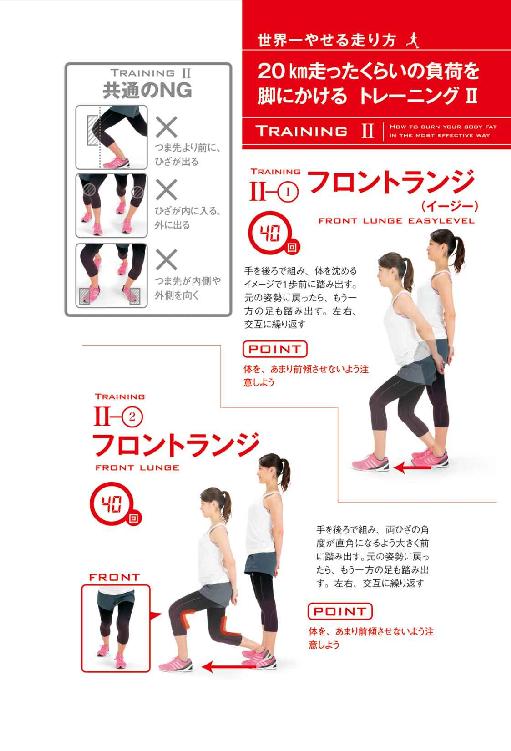 世界一やせる走り方
20km走ったくらいの負荷を
脚にかける トレーニングⅡ
TRAINING Ⅱ
HOW TO BURN YOUR BODY FAT
IN THE MOST EFFECTIVE WAY
TRAINING Ⅱ
共通のNG
つま先より前に、
ひざが出る
ひざが内に入る、
外に出る
つま先が内側や
外側を向く
TRAINING
Ⅱ-①
フロントランジ
(イージー)
FRONT LUNGE EASYLEVEL
40回
手を後ろで組み、体を沈める
イメージで1歩前に踏み出す。
元の姿勢に戻ったら、もう一
方の足も踏み出す。左右、
交互に繰り返す
POINT
体を、あまり前傾させないよう注
意しよう
TRAINING
Ⅱ-②
フロントランジ
FRONT LUNGE
40回
FRONT
手を後ろで組み、両ひざの角
度が直角になるよう大きく前
に踏み出す。元の姿勢に戻っ
たら、もう一方の足も踏み出
す。左右、交互に繰り返す
POINT
体を、あまり前傾させないよう注
意しよう